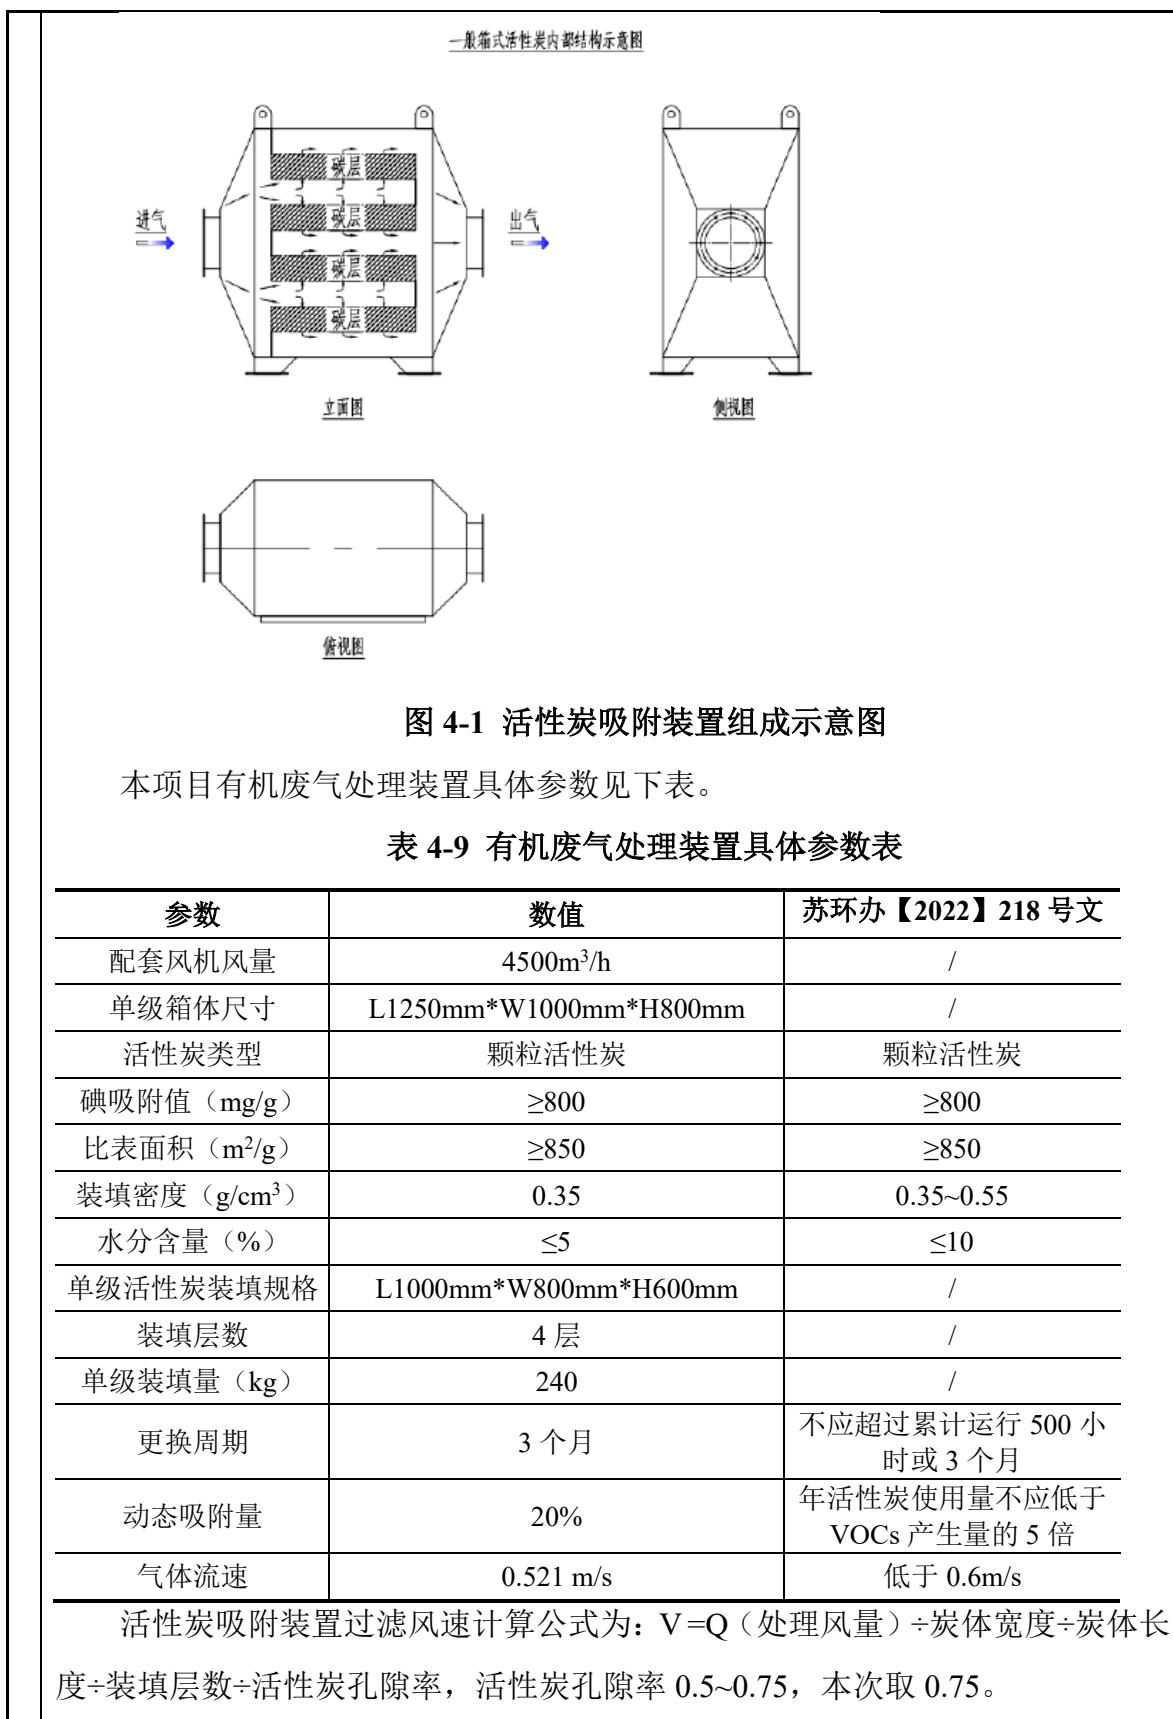 一般箱式活性炭内部结构示意图
碳层
碳层
碳层
碳层
进气
出气
立面图
侧视图
俯视图
图 4-1 活性炭吸附装置组成示意图
本项目有机废气处理装置具体参数见下表。
表 4-9 有机废气处理装置具体参数表
参数 数值 苏环办【2022】218 号文
配套风机风量 4500m³/h /
单级箱体尺寸 L1250mm*W1000mm*H800mm /
活性炭类型 颗粒活性炭 颗粒活性炭
碘吸附值（mg/g） ≥800 ≥800
比表面积（m²/g） ≥850 ≥850
装填密度（g/cm³） 0.35 0.35~0.55
水分含量（%） ≤5 ≤10
单级活性炭装填规格 L1000mm*W800mm*H600mm /
装填层数 4 层 /
单级装填量（kg） 240 /
更换周期 3 个月 不应超过累计运行 500 小
时或 3 个月
动态吸附量 20% 年活性炭使用量不应低于
VOCs 产生量的 5 倍
气体流速 0.521 m/s 低于 0.6m/s
活性炭吸附装置过滤风速计算公式为：V=Q（处理风量）÷炭体宽度÷炭体长
度÷装填层数÷活性炭孔隙率，活性炭孔隙率 0.5~0.75，本次取 0.75。